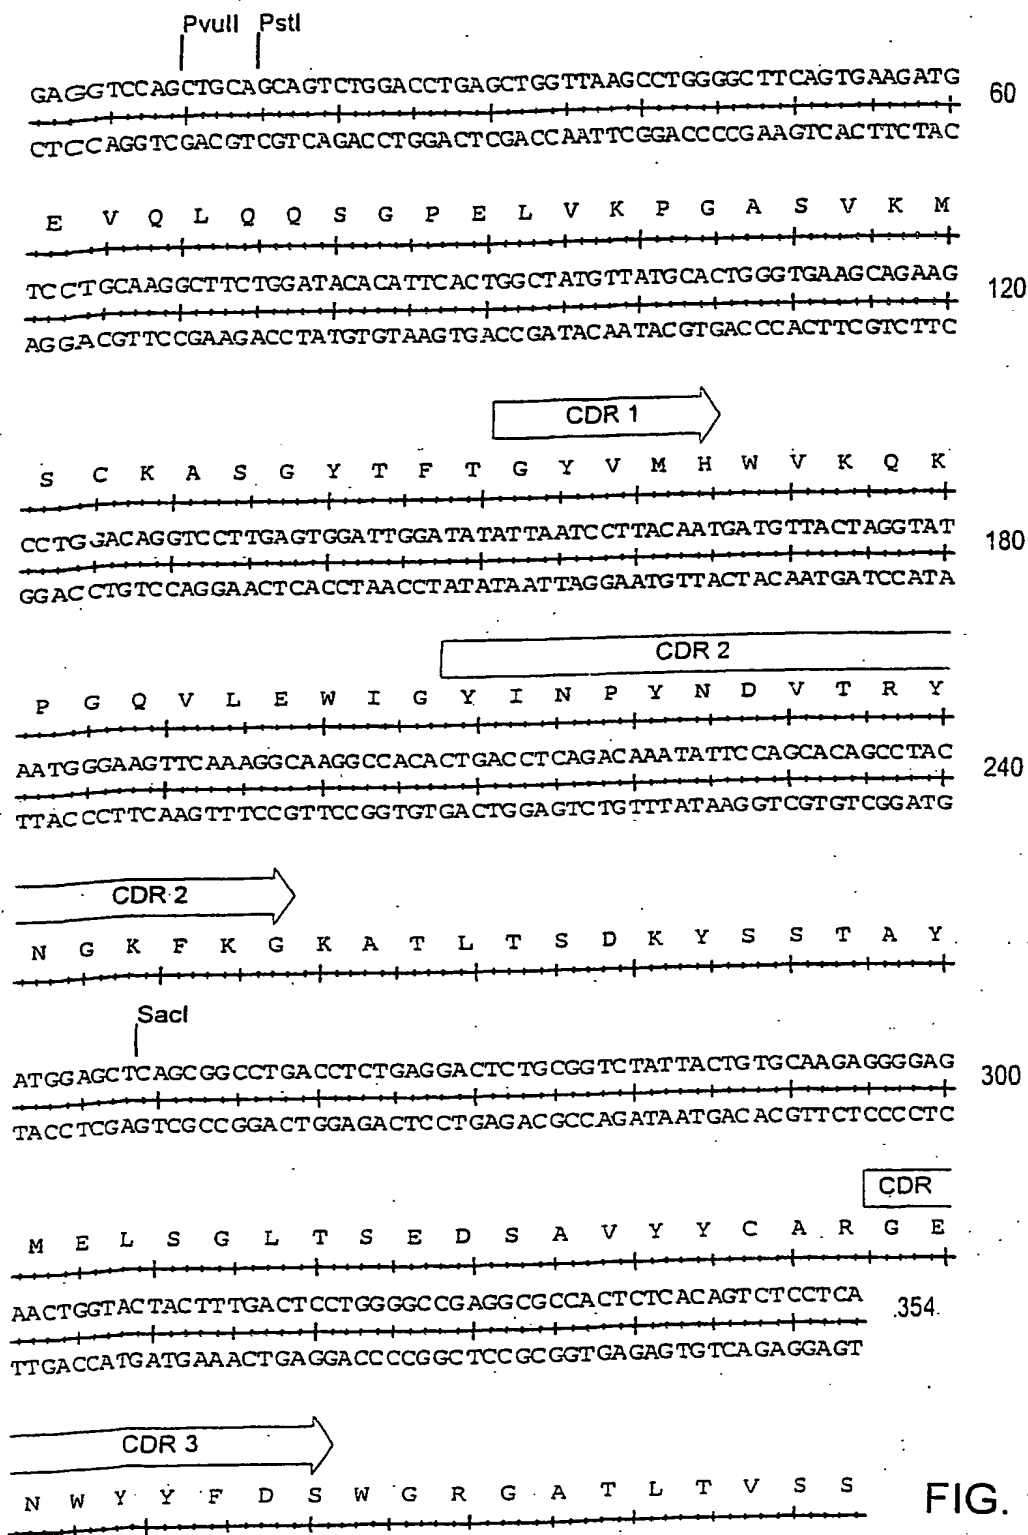 PvuII PstI
GAGGTCCAGCTGCAGCAGTCTGGACCTGAGCTGGTTAAGCCTGGGGCTTCAGTGAAGATG 60
CTCCAGGTCGACGTCGTCAGACCTGGACTCGACCAATTCGGACCCCGAAGTCACTTCTAC
E V Q L Q Q S G P E L V K P G A S V K M
TCCTGCAAGGCTTCTGGATACACATTCACTGGCTATGTTATGCACTGGGTGAAGCAGAAG 120
AGGACGTTCCGAAGACCTATGTGTAAGTGACCGATACAATACGTGACCCACTTCGTCTTC
CDR 1
S C K A S G Y T F T G Y V M H W V K Q K
CCTGGACAGGTCCTTGAGTGGATTGGATATATTAATCCTTACAATGATGTTACTAGGTAT 180
GGACCTGTCCAGGAACTCACCTAACCTATATAATTAGGAATGTTACTACAATGATCCATA
CDR 2
P G Q V L E W I G Y I N P Y N D V T R Y
AATGGGAAGTTCAAAGGCAAGGCCACACTGACCTCAGACAAATATTCCAGCACAGCCTAC 240
TTACCCTTCAAGTTTCCGTTCCGGTGTGACTGGAGTCTGTTTATAAGGTCGTGTCGGATG
CDR 2
N G K F K G K A T L T S D K Y S S T A Y
SacI
ATGGAGCTCAGCGGCCTGACCTCTGAGGACTCTGCGGTCTATTACTGTGCAAGAGGGGAG 300
TACCTCGAGTCGCCGGACTGGAGACTCCTGAGACGCCAGATAATGACACGTTCTCCCCTC
CDR
M E L S G L T S E D S A V Y Y C A R G E
AACTGGTACTACTTTGACTCCTGGGGCCGAGGCGCCACTCTCACAGTCTCCTCA 354
TTGACCATGATGAAACTGAGGACCCCGGCTCCGCGGTGAGAGTGTCAGAGGAGT
CDR 3
N W Y Y F D S W G R G A T L T V S S
FIG.